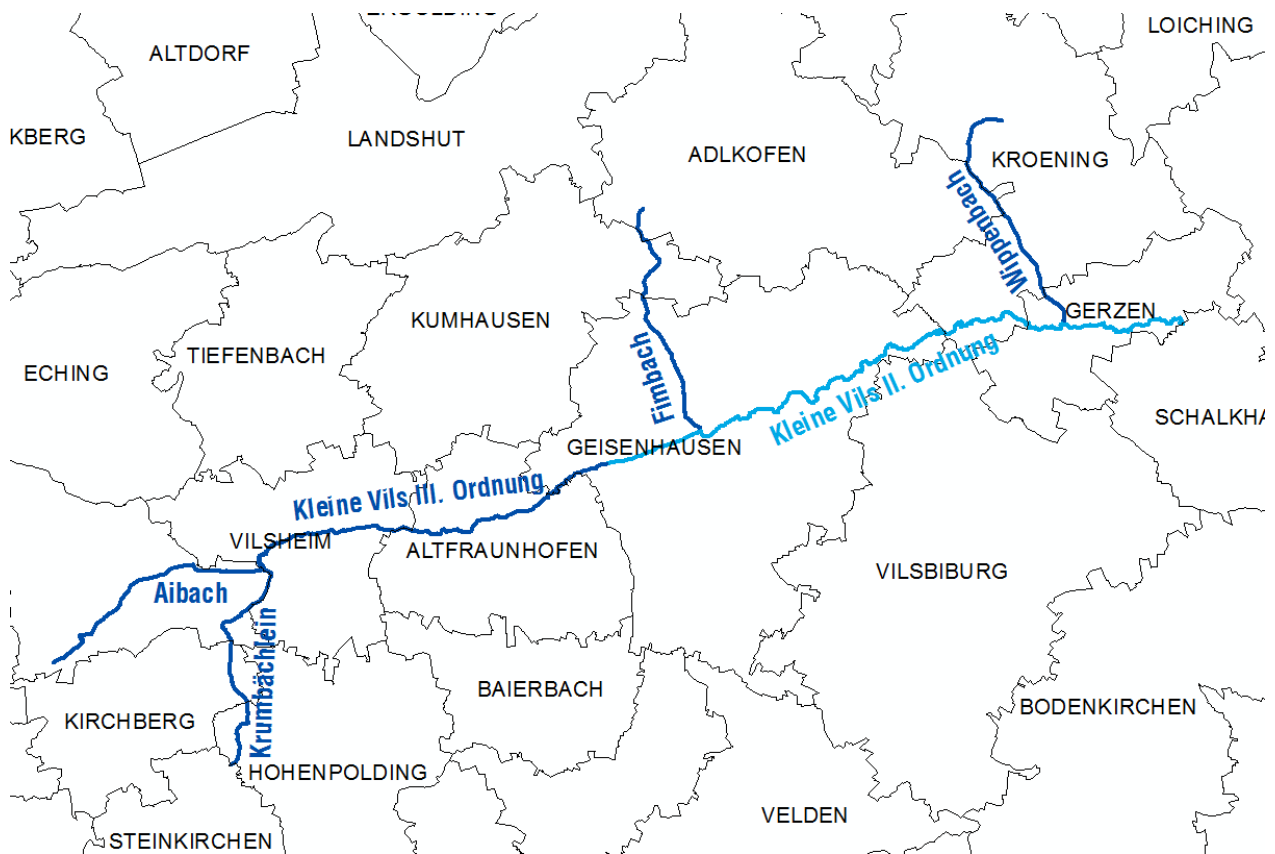 LOICHING
ALTDORF
KBERG
LANDSHUT
ADLKOFEN
KROENING
Wippenbach
GERZEN
KUMHAUSEN
TIEFENBACH
ECHING
Firnbach
Kleine Vils II. Ordnung
SCHALKHA
GEISENHAUSEN
Kleine Vils III. Ordnung
VILSHEIM
ALTFRAUNHOFEN
VILSBIBURG
Aibach
Krumbächlein
BAIERBACH
KIRCHBERG
BODENKIRCHEN
HOHENPOLDING
VELDEN
STEINKIRCHEN